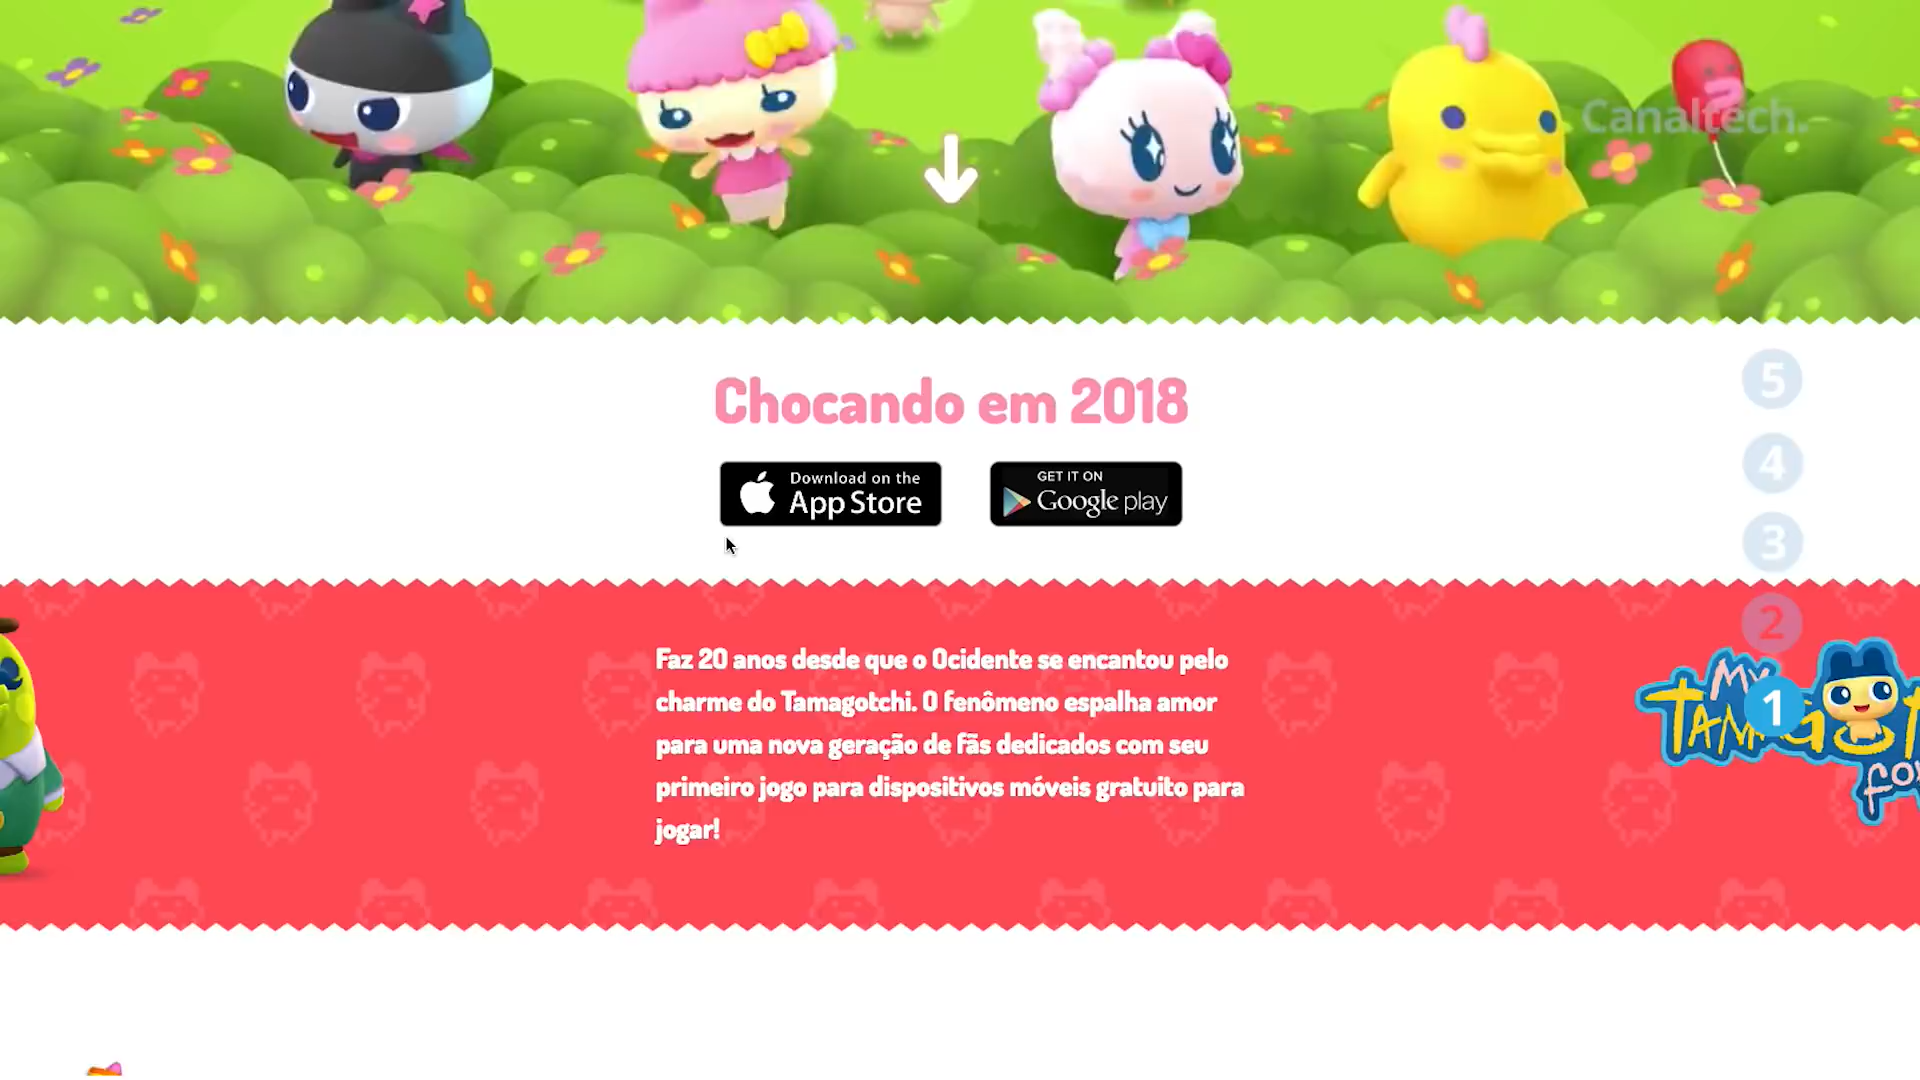 Canaltech.
Chocando em 2018
Download on the
App Store
GET IT ON
Google play
5
4
3
2
1
Faz 20 anos desde que o Ocidente se encantou pelo
charme do Tamagotchi. O fenômeno espalha amor
para uma nova geração de fãs dedicados com seu
primeiro jogo para dispositivos móveis gratuito para
jogar!
MY